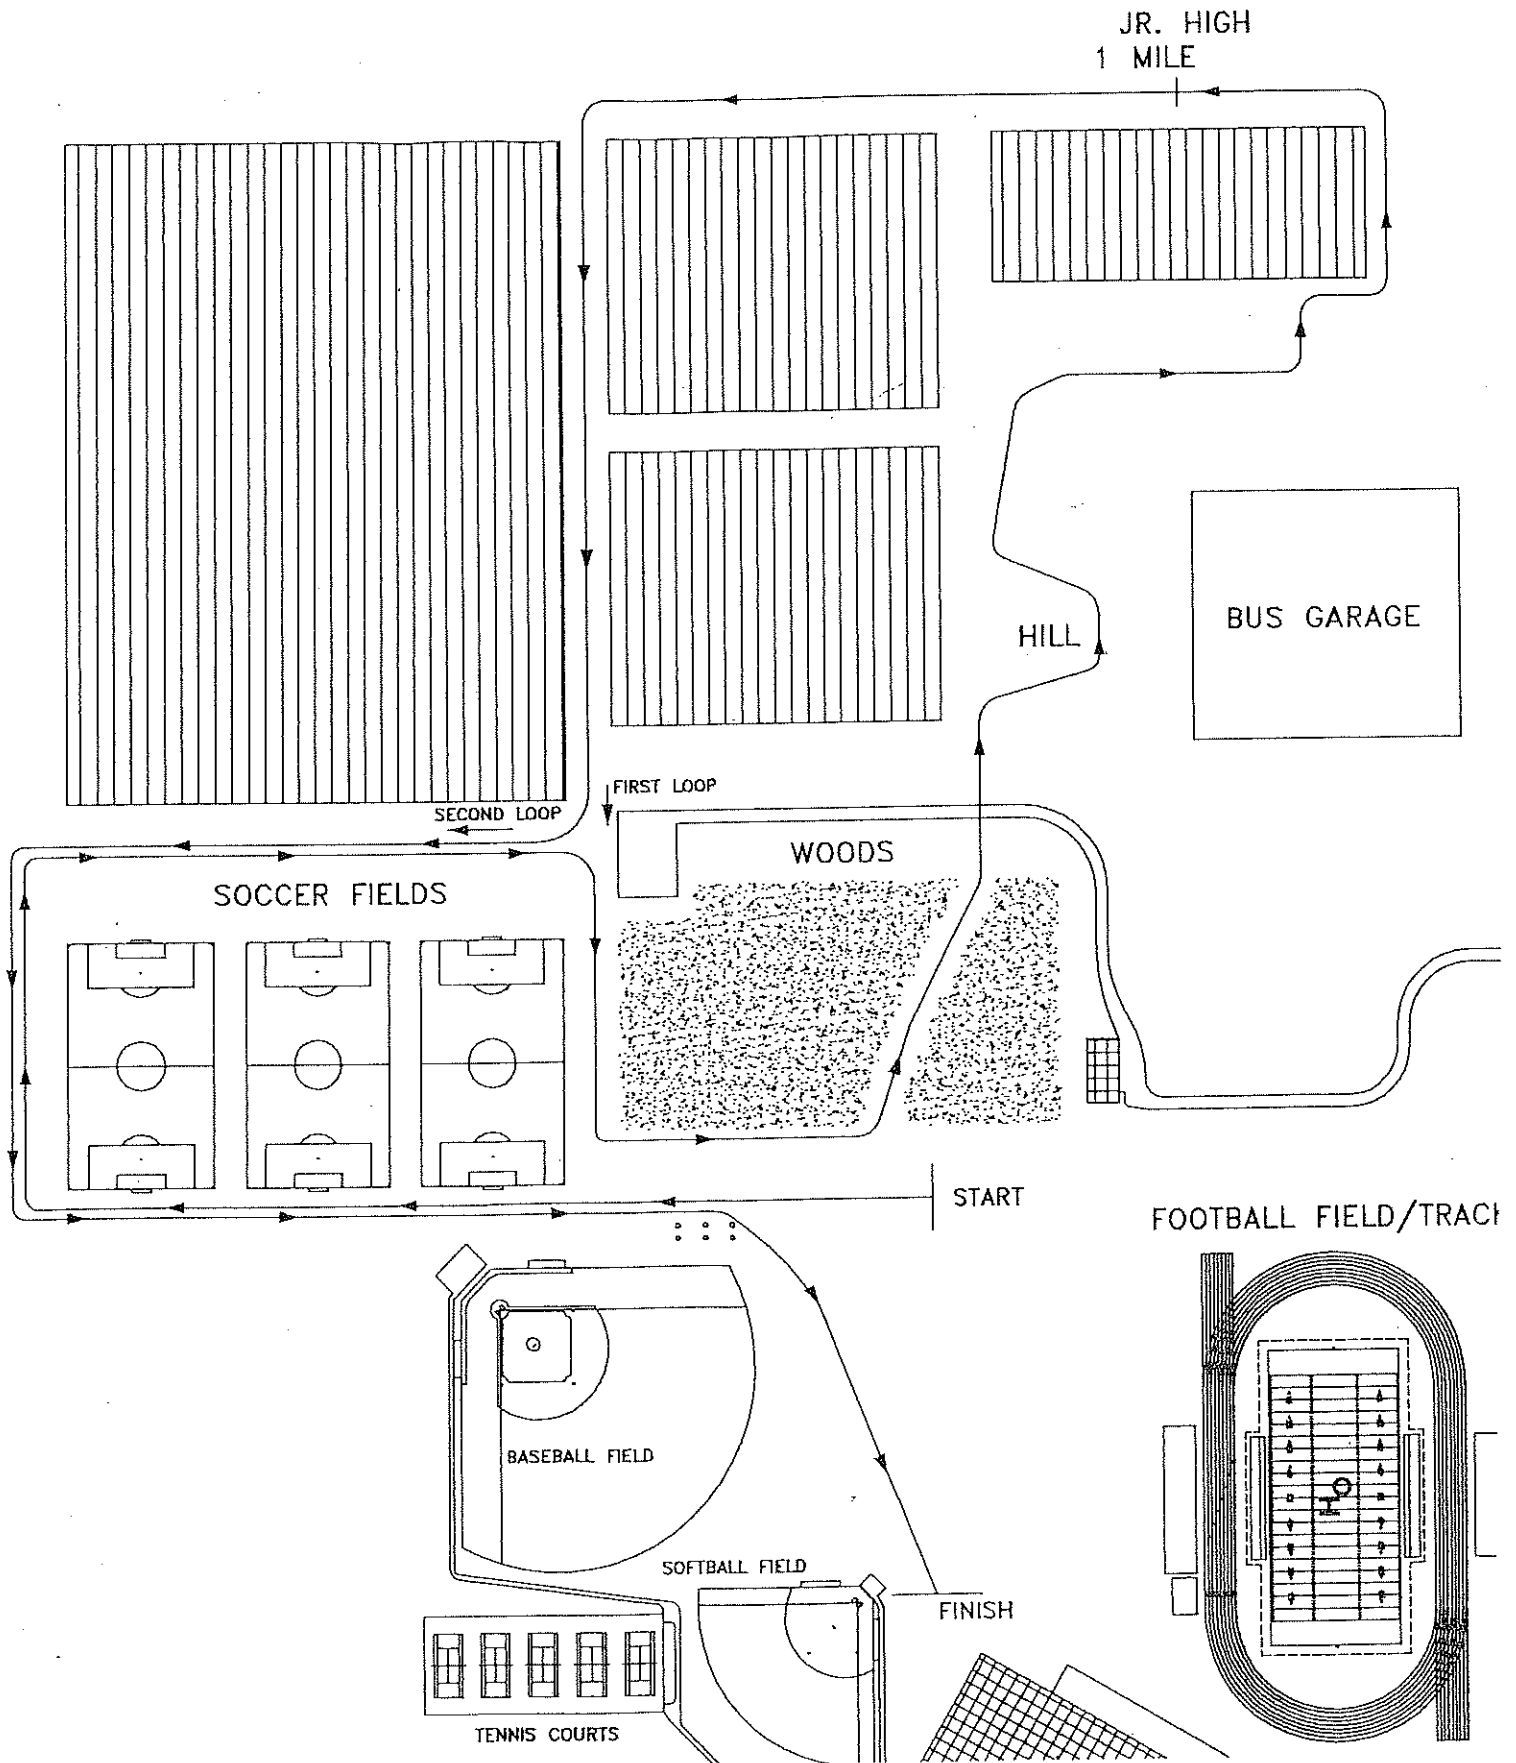 JR. HIGH
1 MILE
BUS GARAGE
HILL
FIRST LOOP
SECOND LOOP
WOODS
SOCCER FIELDS
START
FOOTBALL FIELD/TRACK
BASEBALL FIELD
SOFTBALL FIELD
FINISH
TENNIS COURTS